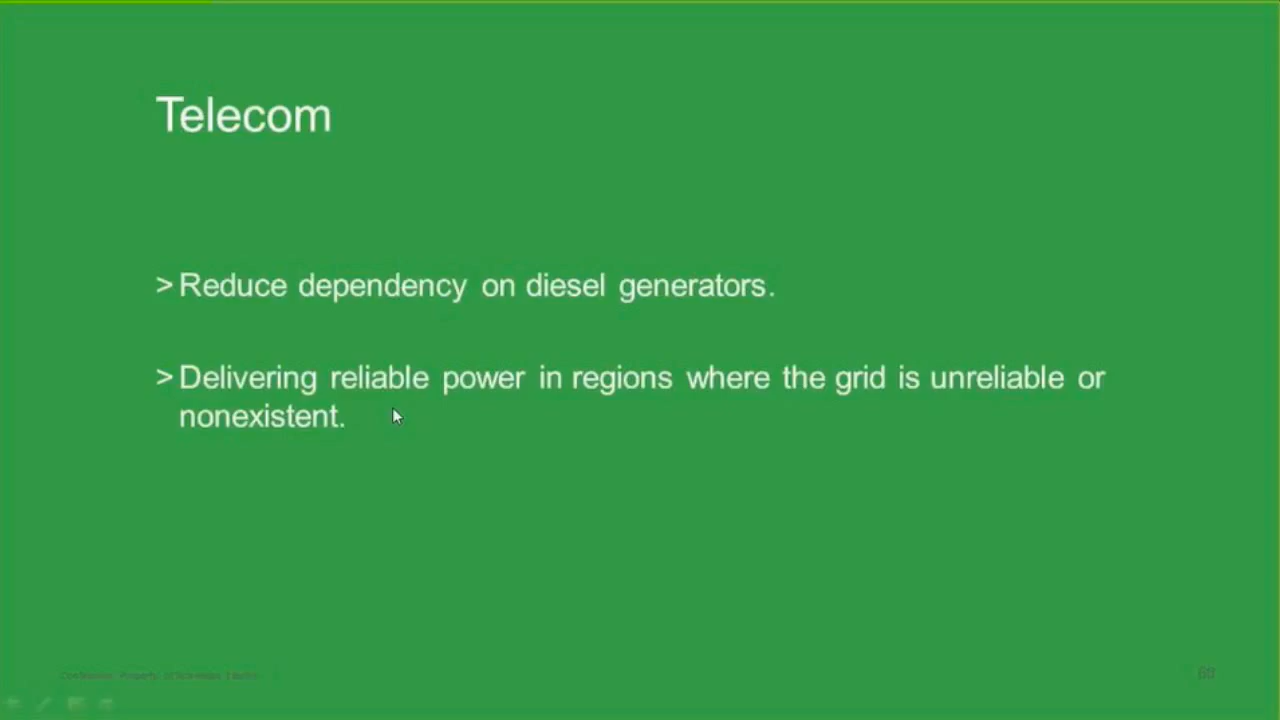 Telecom
> Reduce dependency on diesel generators.
> Delivering reliable power in regions where the grid is unreliable or
nonexistent.